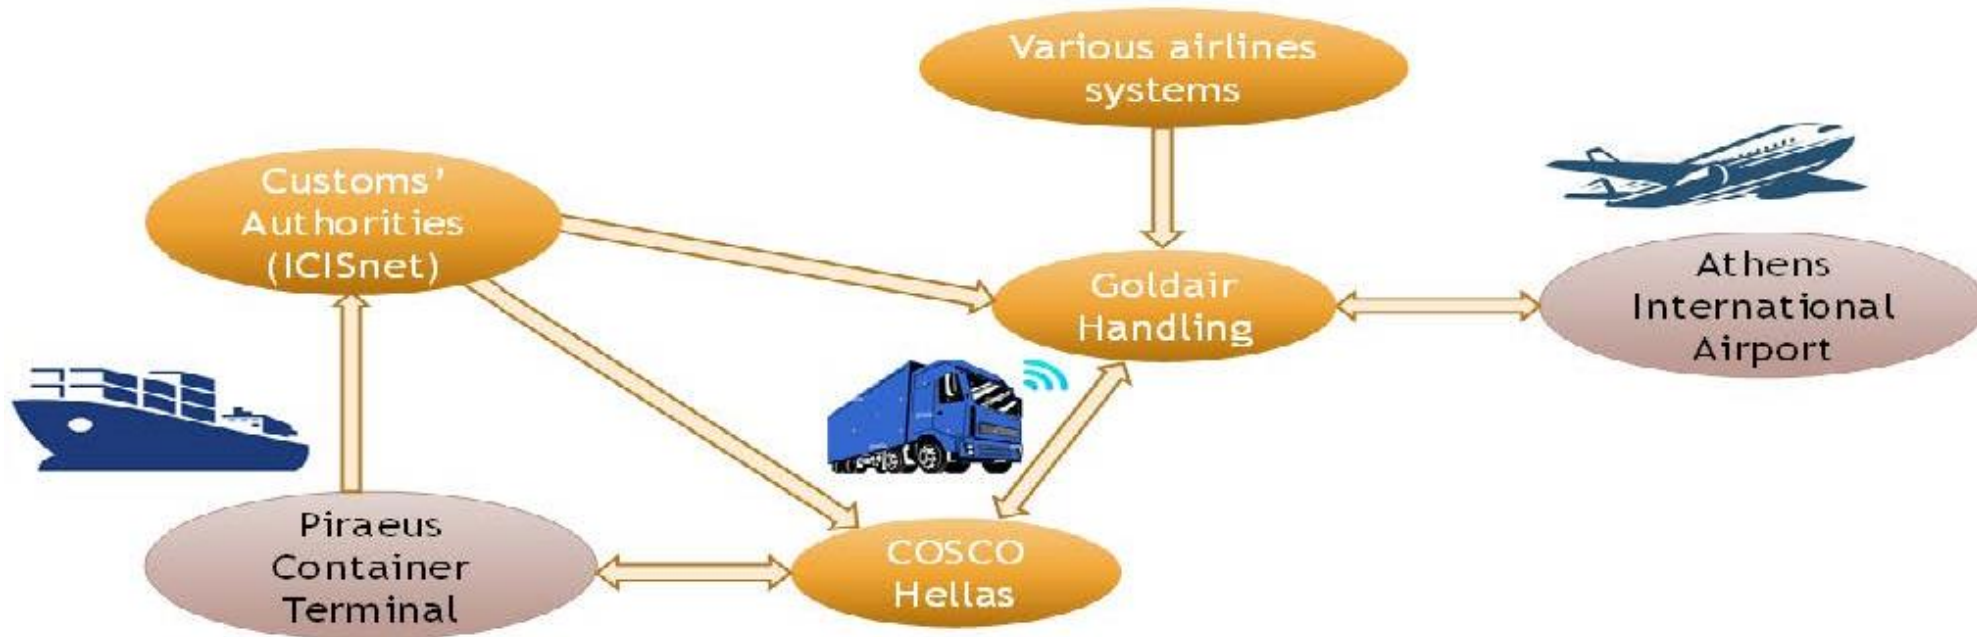 Various airlines
systems
Customs'
Authorities
(ICISnet)
Goldair
Handling
Athens
International
Airport
Piraeus
Container
Terminal
COSCO
Hellas